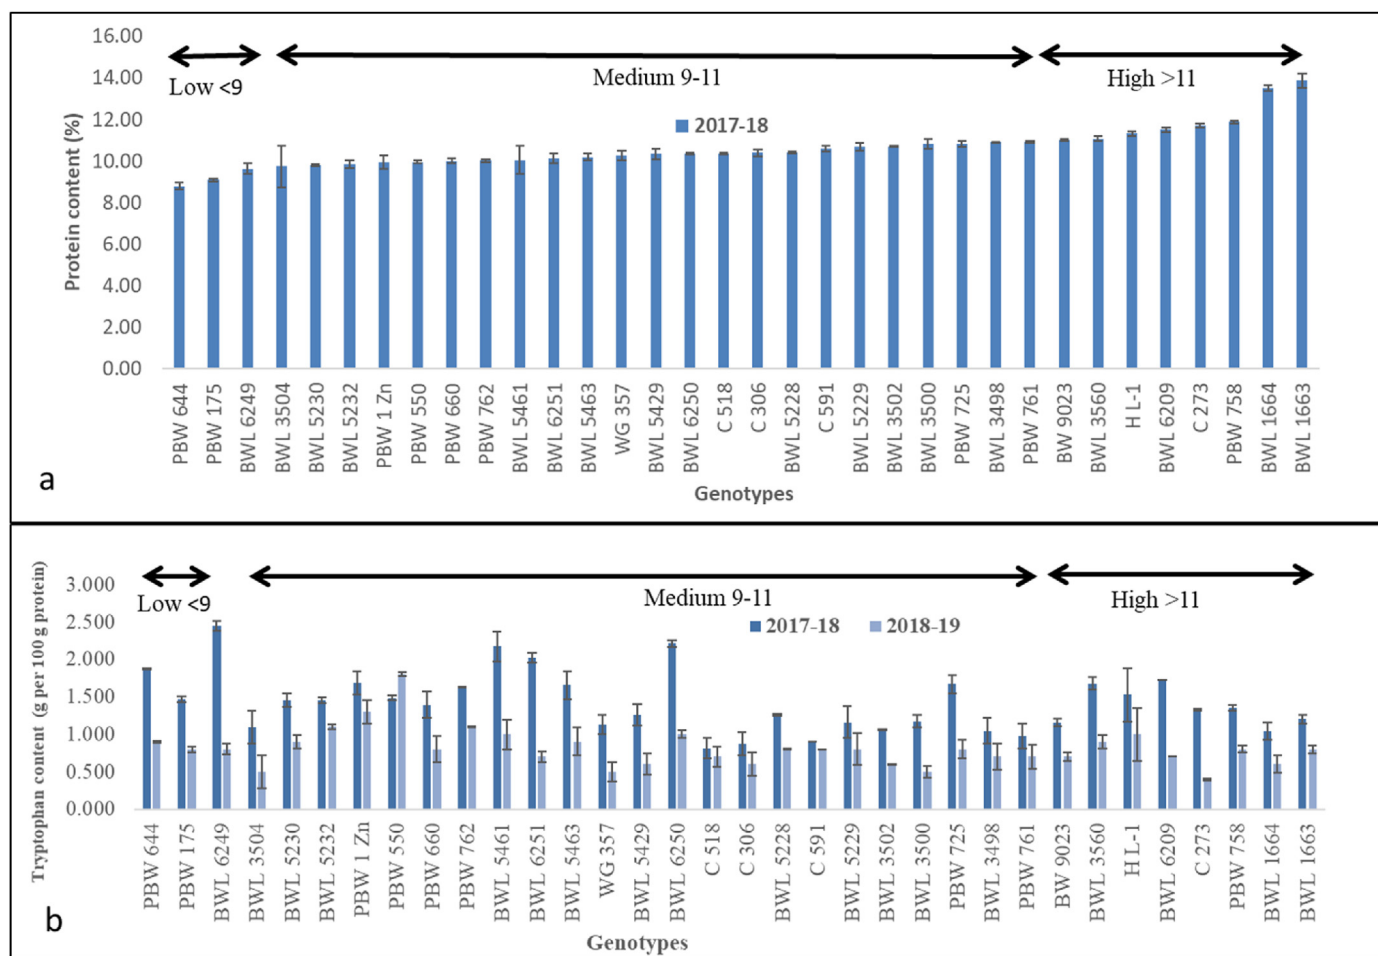 16.00
14.00
12.00
10.00
8.00
6.00
4.00
2.00
0.00
Protein content (%)
Low <9
Medium 9-11
High >11
2017-18
PBW 644
PBW 175
BWL 6249
BWL 3504
BWL 5230
BWL 5232
PBW 1 Zn
PBW 550
PBW 660
PBW 762
BWL 5461
BWL 6251
BWL 5463
WG 357
BWL 5429
BWL 6250
C 518
C 306
BWL 5228
C 591
BWL 5229
BWL 3502
BWL 3500
PBW 725
BWL 3498
PBW 761
BW 9023
BWL 3560
H L-1
BWL 6209
C 273
PBW 758
BWL 1664
BWL 1663
Genotypes
a
3.000
2.500
2.000
1.500
1.000
0.500
0.000
Tryptophan content (g per 100 g protein)
Low <9
Medium 9-11
High >11
2017-18
2018-19
PBW 644
PBW 175
BWL 6249
BWL 3504
BWL 5230
BWL 5232
PBW 1 Zn
PBW 550
PBW 660
PBW 762
BWL 5461
BWL 6251
BWL 5463
WG 357
BWL 5429
BWL 6250
C 518
C 306
BWL 5228
C 591
BWL 5229
BWL 3502
BWL 3500
PBW 725
BWL 3498
PBW 761
BW 9023
BWL 3560
H L-1
BWL 6209
C 273
PBW 758
BWL 1664
BWL 1663
Genotypes
b